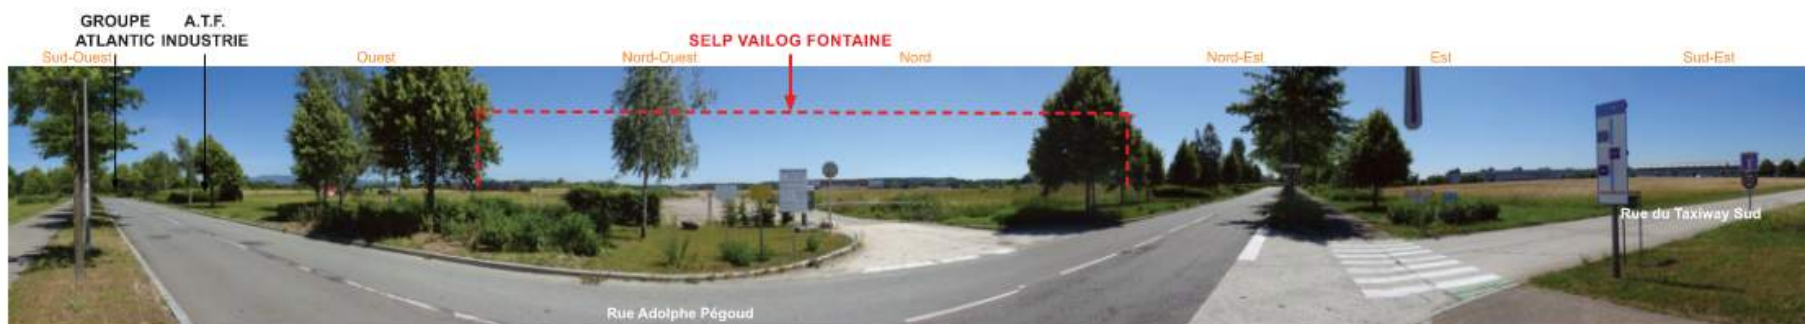 GROUPE
ATLANTIC
A.T.F.
INDUSTRIE
SELP VAILOG FONTAINE
Sud-Ouest
Ouest
Nord-Ouest
Nord
Nord-Est
Est
Sud-Est
Rue du Taxiway Sud
Rue Adolphe Pégoud